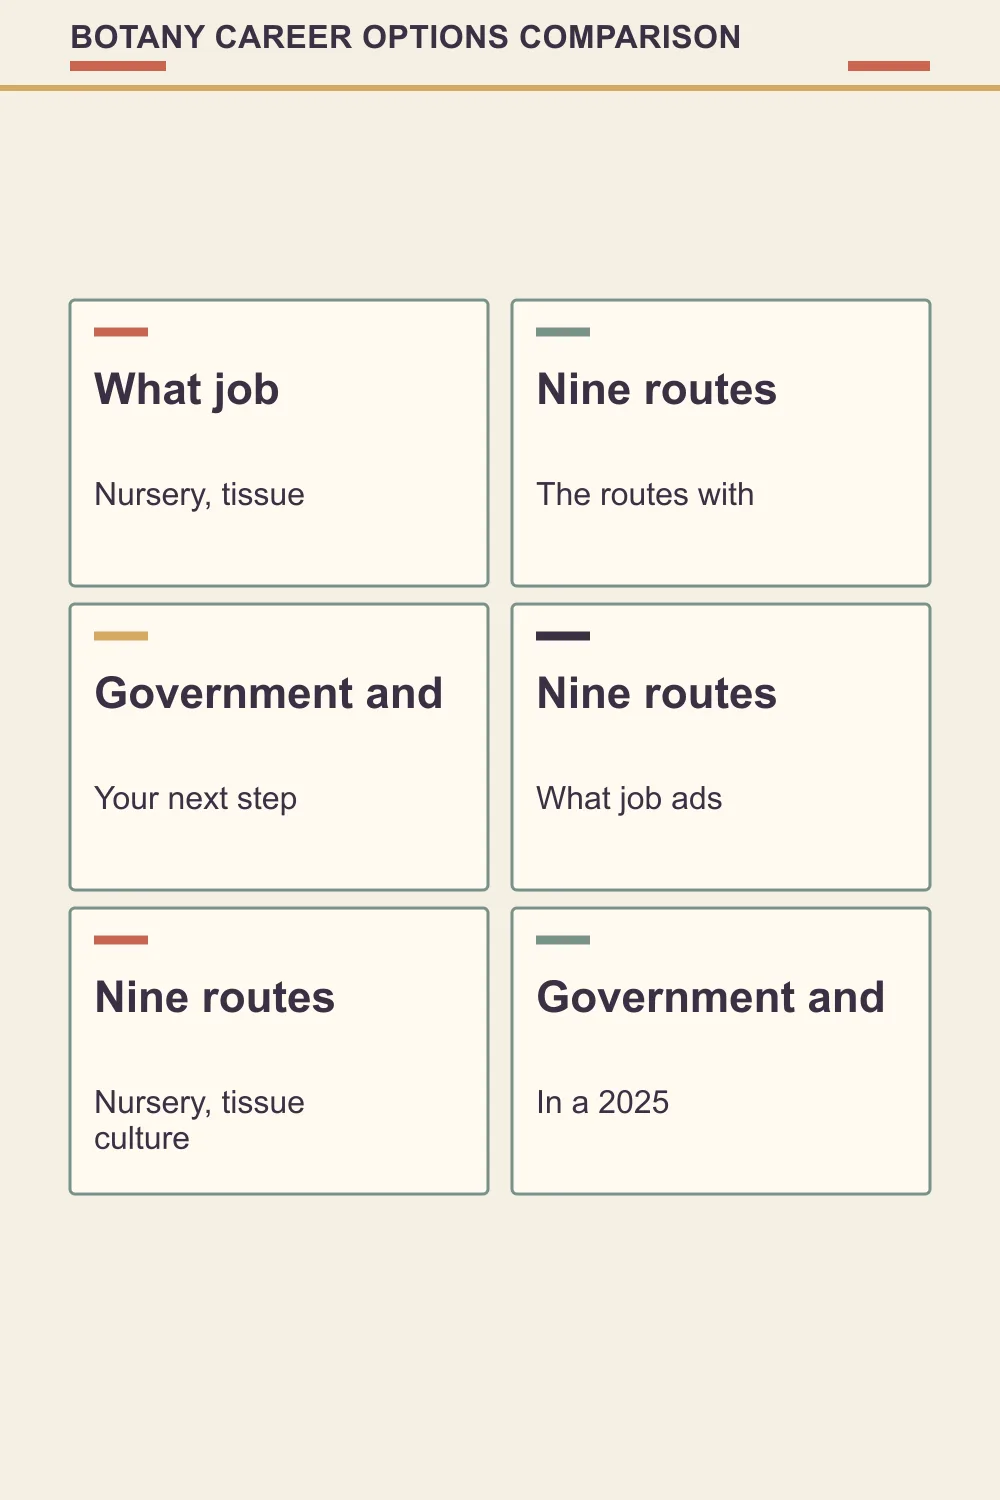 BOTANY CAREER OPTIONS COMPARISON
What job
Nursery, tissue
Nine routes
The routes with
Government and
Your next step
Nine routes
What job ads
Nine routes
Nursery, tissue
culture
Government and
In a 2025